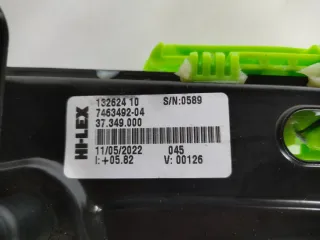 HI-LEX
132624 10 S/N:0589
7463492-04
37.349.000
11/05/2022 045
I: +05.82 V: 00126